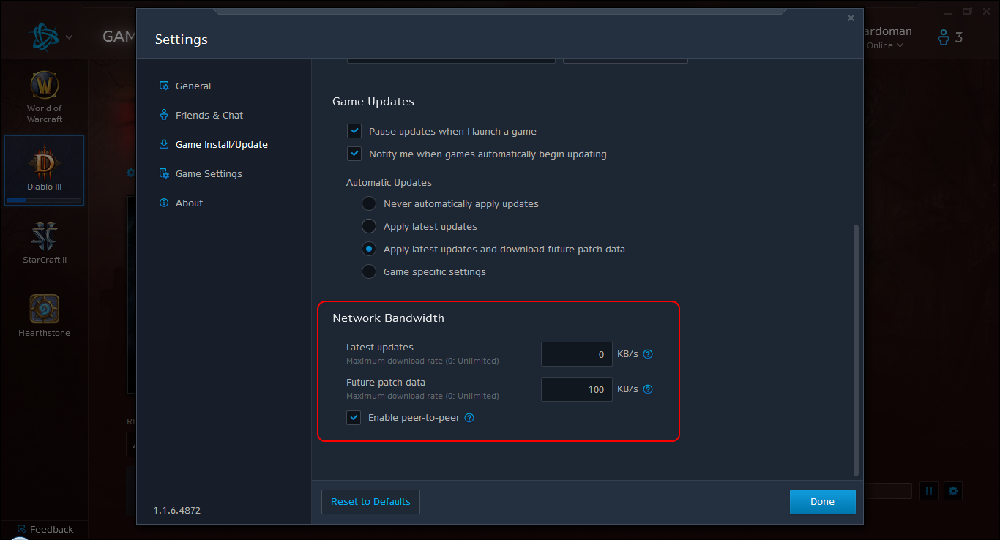 GAM
ardoman
Online
3
World of
Warcraft
Diablo III
StarCraft II
Hearthstone
Feedback
Settings
General
Friends & Chat
Game Install/Update
Game Settings
About
1.1.6.4872
Game Updates
Pause updates when I launch a game
Notify me when games automatically begin updating
Automatic Updates
Never automatically apply updates
Apply latest updates
Apply latest updates and download future patch data
Game specific settings
Network Bandwidth
Latest updates
Maximum download rate (0: Unlimited)
0 KB/s ?
Future patch data
Maximum download rate (0: Unlimited)
100 KB/s ?
Enable peer-to-peer ?
Reset to Defaults
Done